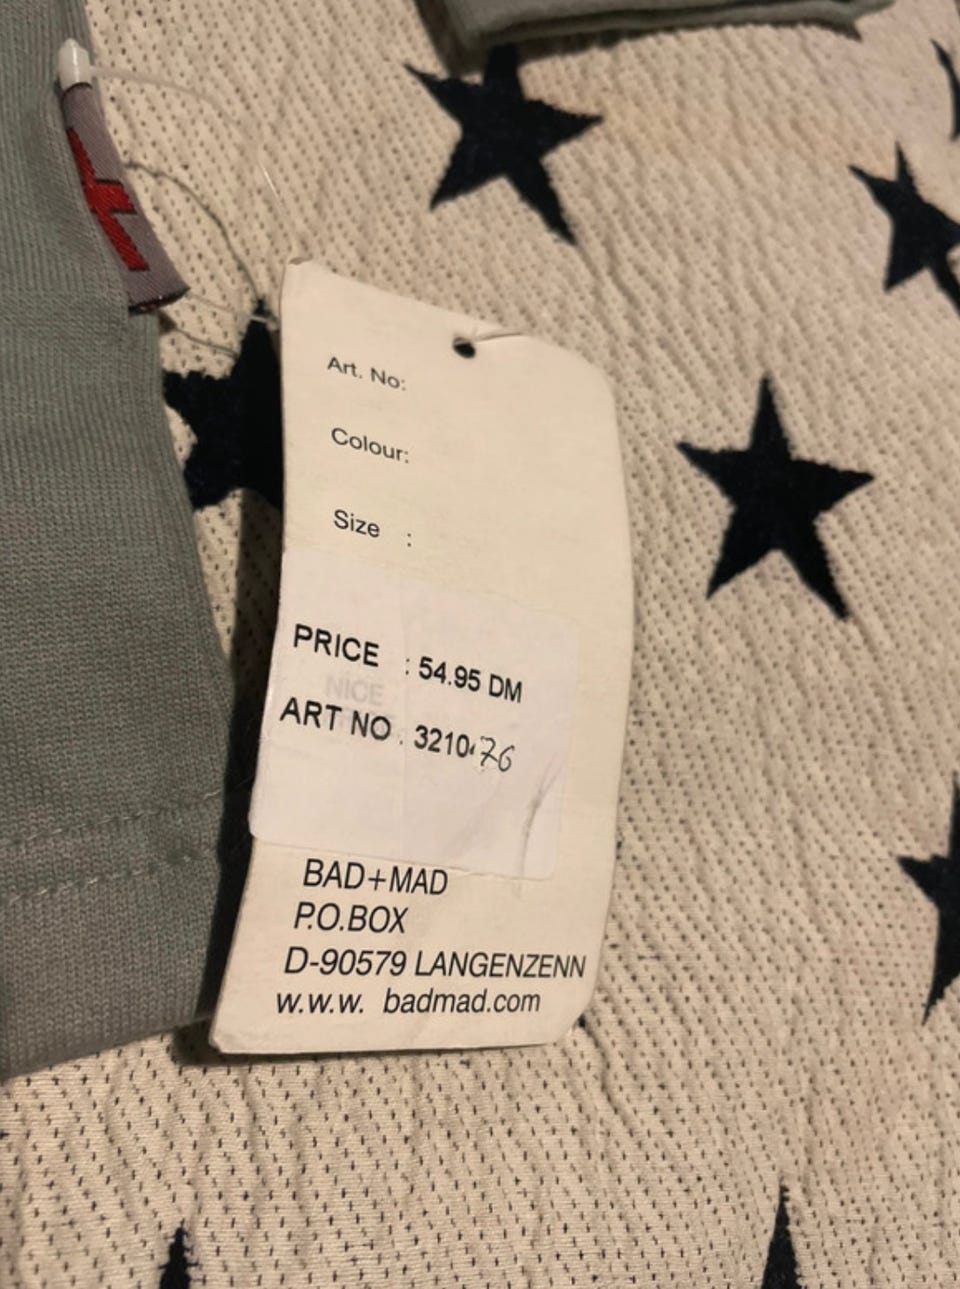 Art. No:
Colour:
Size :
PRICE : 54.95 DM
ART NO . 3210 76
BAD+MAD
P.O.BOX
D-90579 LANGENZENN
w.w.w. badmad.com